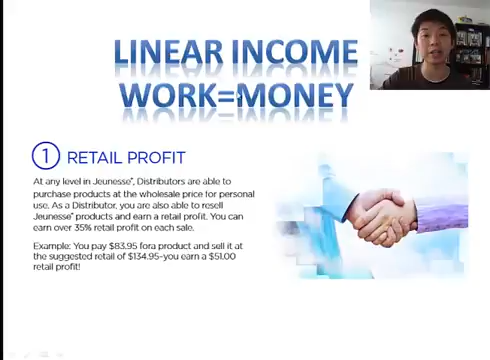 LINEAR INCOME
WORK=MONEY
1 RETAIL PROFIT
At any level in Jeunesse®, Distributors are able to
purchase products at the wholesale price for personal
use. As a Distributor, you are also able to resell
Jeunesse® products and earn a retail profit. You can
earn over 35% retail profit on each sale.
Example: You pay $83.95 fora product and sell it at
the suggested retail of $134.95-you earn a $51.00
retail profit!